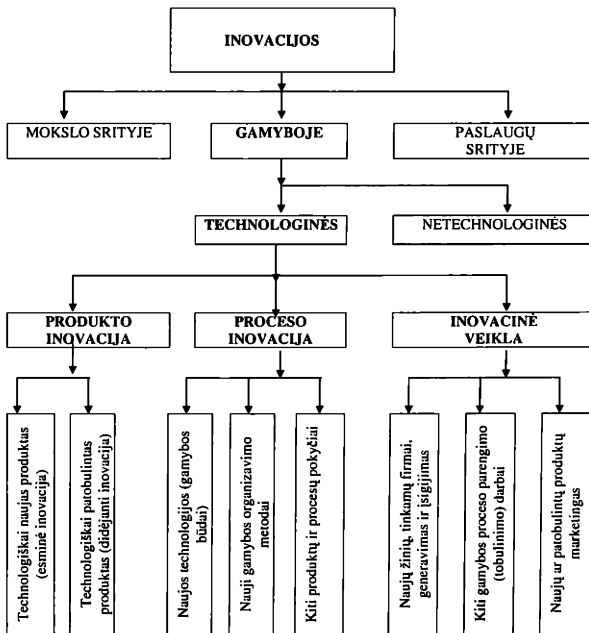 INOVACIJOS
MOKSLO SRITYJE
GAMYBOJE
PASLAUGŲ
SRITYJE
TECHNOLOGINĖS
NETECHNOLOGINĖS
PRODUKTO
INOVACIJA
PROCESO
INOVACIJA
INOVACINĖ
VEIKLA
Technologiškai naujas produktas
(esminė inovacija)
Technologiškai patobulintas
produktas (didėjanti inovacija)
Naujos technologijos (gamybos
būdai)
Nauji gamybos organizavimo
metodai
Kiti produktų ir procesų pokyčiai
Naujų žinių, tinkamų firmai,
generavimas ir įsigijimas
Kiti gamybos proceso parengimo
(tobulinimo) darbai
Naujų ar patobulintų produktų
marketingas